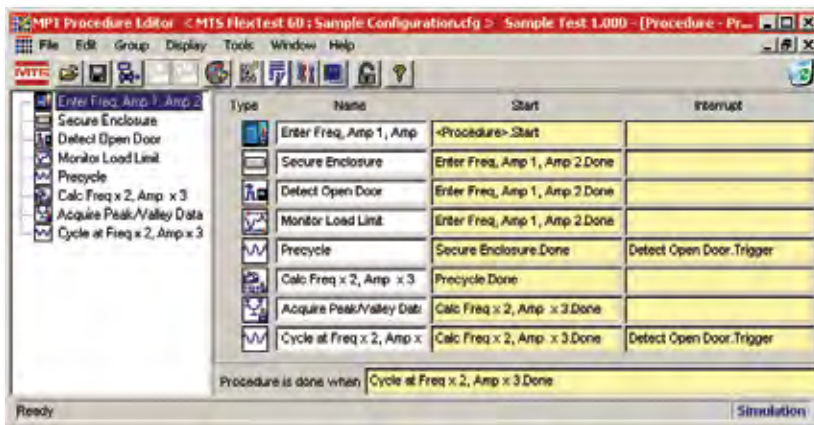 MPT Procedure Editor < MTS FlexTest 60 : Sample Configuration.cfg > Sample Test 1.000 - [Procedure - Pr...
File Edit Group Display Tools Window Help
MTS
Enter Freq, Amp 1, Amp 2
Secure Enclosure
Detect Open Door
Monitor Load Limit
Precycle
Calc Freq x 2, Amp x 3
Acquire Peak/Valley Data
Cycle at Freq x 2, Amp x 3
Type Name Start Interrupt
Enter Freq, Amp 1, Amp <Procedure>.Start
Secure Enclosure Enter Freq, Amp 1, Amp 2.Done
Detect Open Door Enter Freq, Amp 1, Amp 2.Done
Monitor Load Limit Enter Freq, Amp 1, Amp 2.Done
Precycle Secure Enclosure.Done Detect Open Door.Trigger
Calc Freq x 2, Amp x 3 Precycle.Done
Acquire Peak/Valley Dat Calc Freq x 2, Amp x 3.Done
Cycle at Freq x 2, Amp x Calc Freq x 2, Amp x 3.Done Detect Open Door.Trigger
Procedure is done when Cycle at Freq x 2, Amp x 3.Done
Ready Simulation